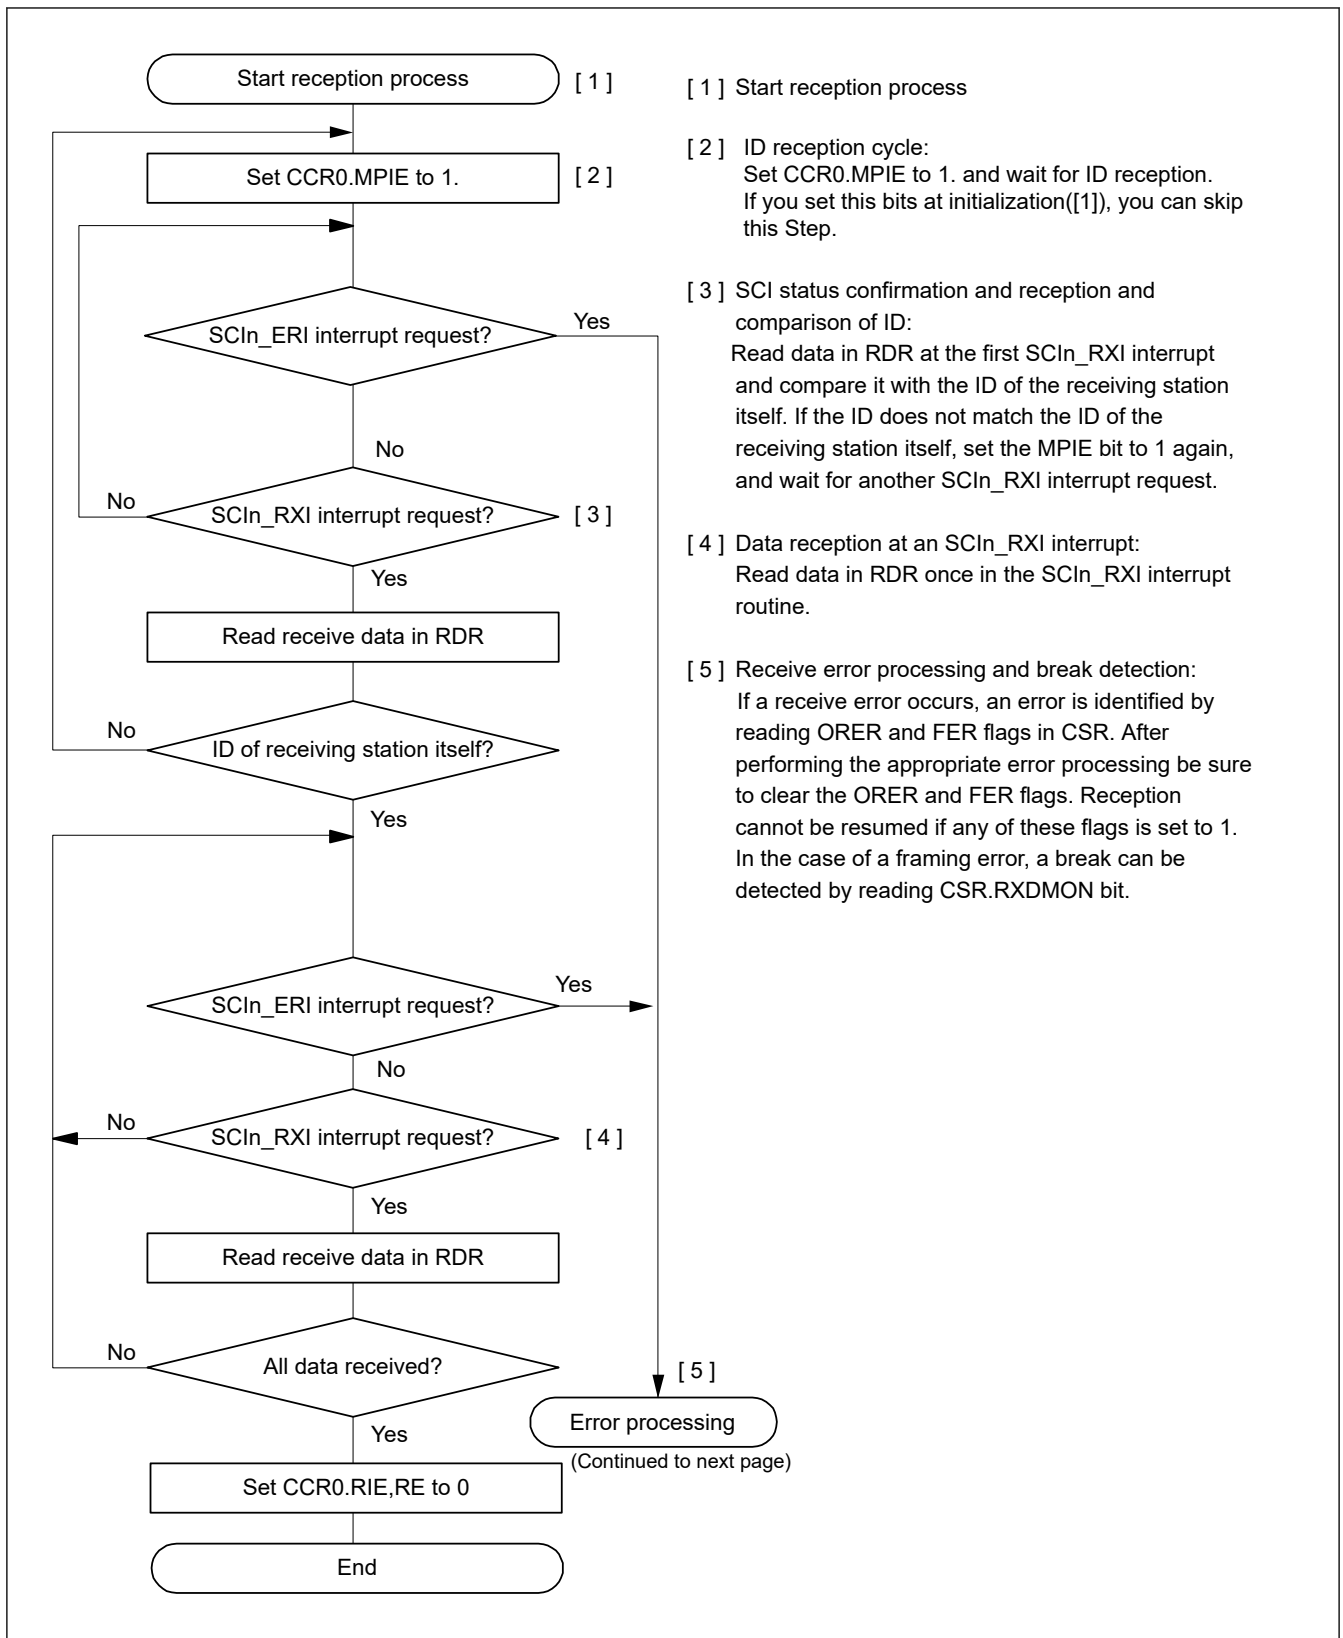 Start reception process
[ 1 ]
Set CCR0.MPIE to 1.
[ 2 ]
SCIn_ERI interrupt request?
Yes
No
No
SCIn_RXI interrupt request?
[ 3 ]
Yes
Read receive data in RDR
No
ID of receiving station itself?
Yes
SCIn_ERI interrupt request?
Yes
No
No
SCIn_RXI interrupt request?
[ 4 ]
Yes
Read receive data in RDR
No
All data received?
Yes
[ 5 ]
Error processing
(Continued to next page)
Set CCR0.RIE,RE to 0
End
[ 1 ] Start reception process
[ 2 ] ID reception cycle:
Set CCR0.MPIE to 1. and wait for ID reception.
If you set this bits at initialization([1]), you can skip
this Step.
[ 3 ] SCI status confirmation and reception and
comparison of ID:
Read data in RDR at the first SCIn_RXI interrupt
and compare it with the ID of the receiving station
itself. If the ID does not match the ID of the
receiving station itself, set the MPIE bit to 1 again,
and wait for another SCIn_RXI interrupt request.
[ 4 ] Data reception at an SCIn_RXI interrupt:
Read data in RDR once in the SCIn_RXI interrupt
routine.
[ 5 ] Receive error processing and break detection:
If a receive error occurs, an error is identified by
reading ORER and FER flags in CSR. After
performing the appropriate error processing be sure
to clear the ORER and FER flags. Reception
cannot be resumed if any of these flags is set to 1.
In the case of a framing error, a break can be
detected by reading CSR.RXDMON bit.